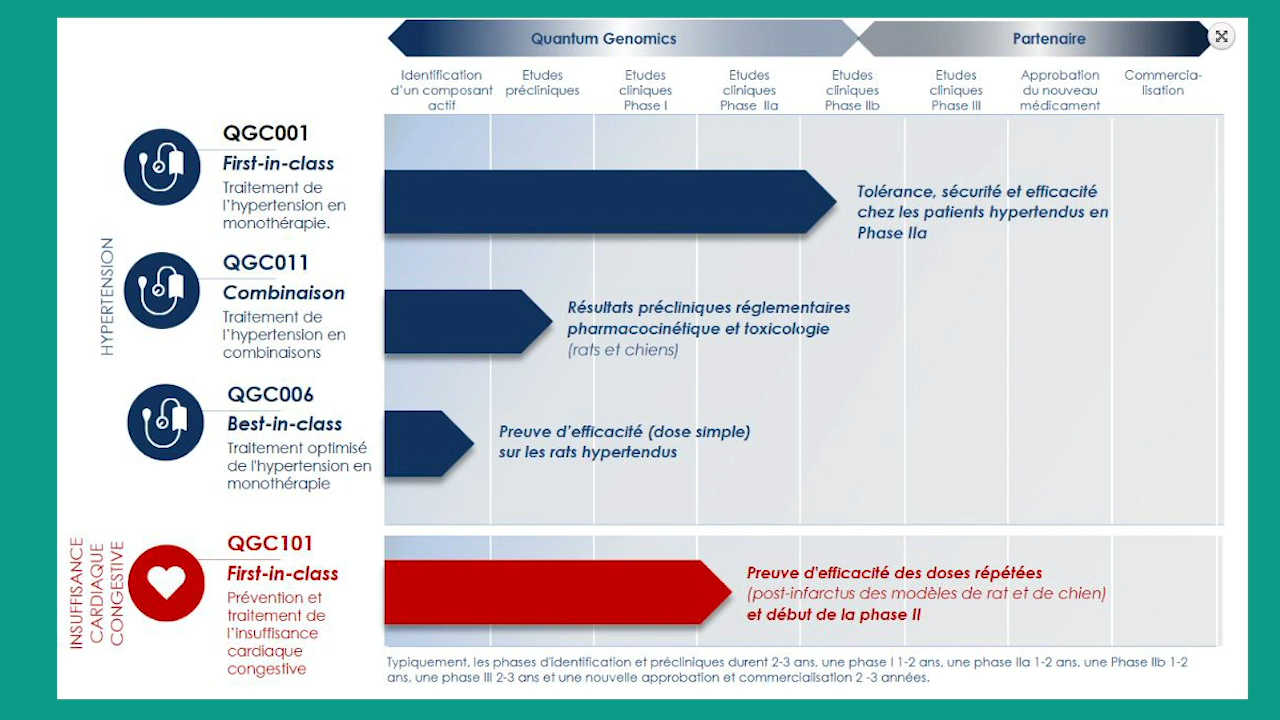 Quantum Genomics
Partenaire
Identification
d'un composant
actif
Etudes
précliniques
Etudes
cliniques
Phase I
Etudes
cliniques
Phase IIa
Etudes
cliniques
Phase IIb
Etudes
cliniques
Phase III
Approbation
du nouveau
médicament
Commercia-
lisation
HYPERTENSION
QGC001
First-in-class
Traitement de
l'hypertension en
monothérapie.
Tolérance, sécurité et efficacité
chez les patients hypertendus en
Phase IIa
QGC011
Combinaison
Traitement de
l'hypertension en
combinaisons
Résultats précliniques réglementaires
pharmacocinétique et toxicologie
(rats et chiens)
QGC006
Best-in-class
Traitement optimisé
de l'hypertension en
monothérapie
Preuve d'efficacité (dose simple)
sur les rats hypertendus
INSUFFISANCE
CARDIAQUE
CONGESTIVE
QGC101
First-in-class
Prévention et
traitement de
l'insuffisance
cardiaque
congestive
Preuve d'efficacité des doses répétées
(post-infarctus des modèles de rat et de chien)
et début de la phase II
Typiquement, les phases d'identification et précliniques durent 2-3 ans, une phase I 1-2 ans, une phase IIa 1-2 ans, une Phase IIb 1-2
ans, une phase III 2-3 ans et une nouvelle approbation et commercialisation 2 -3 années.